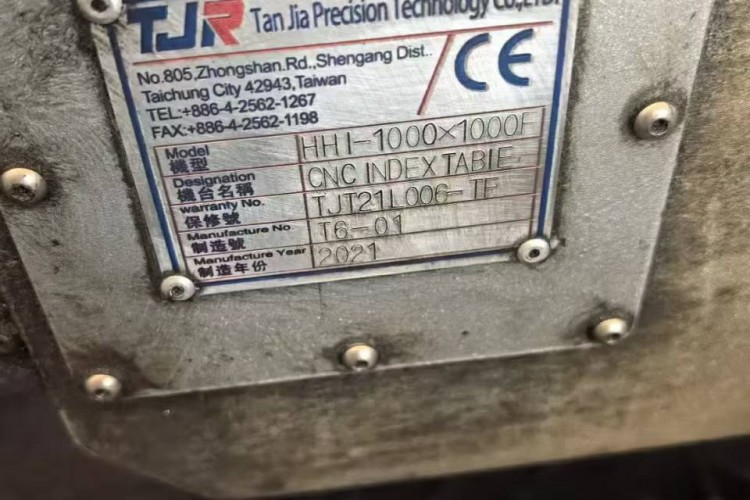 TJR Tan Jia Precision Technology Co.,LTD.
No.805,Zhongshan.Rd.,Shengang Dist..
Taichung City 42943,Taiwan
TEL:+886-4-2562-1267
FAX:+886-4-2562-1198
CE
Model 機型 HHI-1000×1000F
Designation 機台名稱 CNC INDEX TABIE
warranty No. 保修號 TJT21L006-TF
Manufacture No. 制造號 T6-01
Manufacture Year 制造年份 2021